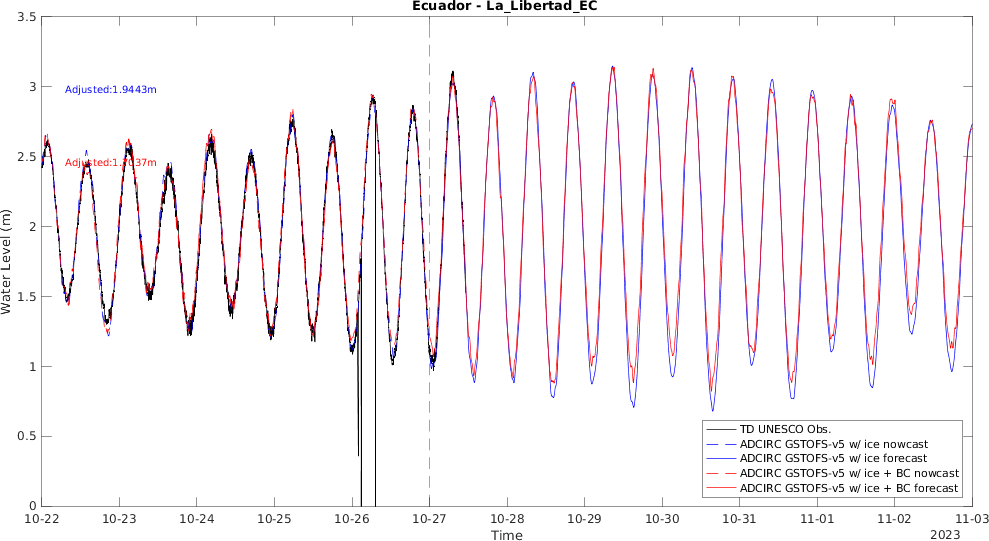 Ecuador - La_Libertad_EC
3.5
3
2.5
2
1.5
1
0.5
0
Water Level (m)
Adjusted:1.9443m
Adjusted:1.7037m
TD UNESCO Obs.
ADCIRC GSTOFS-v5 w/ ice nowcast
ADCIRC GSTOFS-v5 w/ ice forecast
ADCIRC GSTOFS-v5 w/ ice + BC nowcast
ADCIRC GSTOFS-v5 w/ ice + BC forecast
10-22 10-23 10-24 10-25 10-26 10-27 10-28 10-29 10-30 10-31 11-01 11-02 11-03
Time
2023